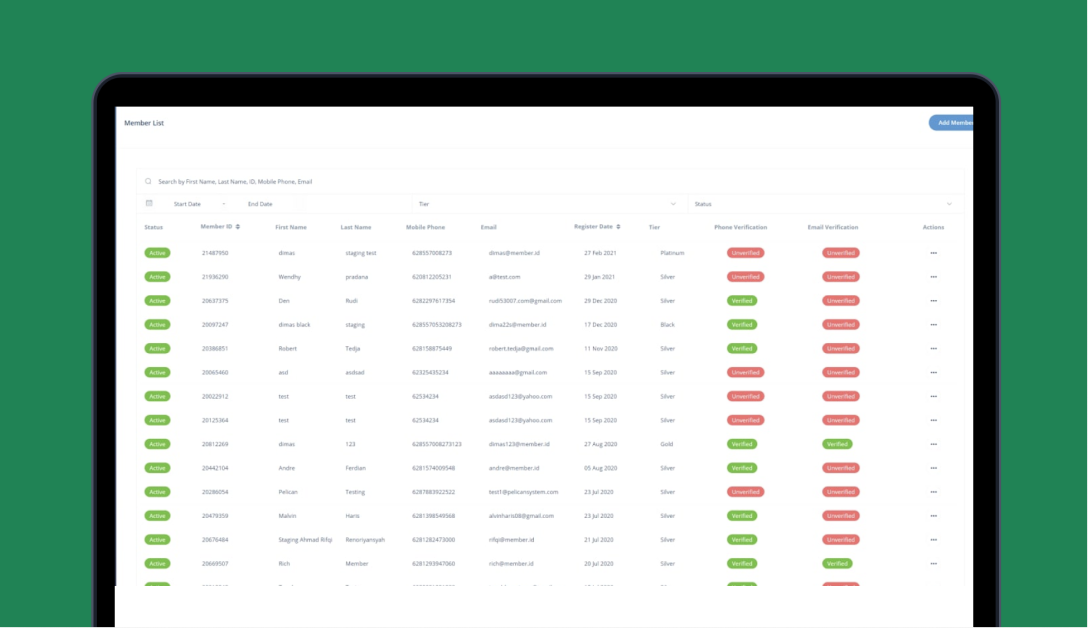 Member List
Add Membe
Search by First Name, Last Name, ID, Mobile Phone, Email
Start Date End Date Tier Status
Status Member ID First Name Last Name Mobile Phone Email Register Date Tier Phone Verification Email Verification Actions
Active 21487950 dimas staging test 628557008273 dimas@member.id 27 Feb 2021 Platinum Unverified Unverified
Active 21936290 Wendhy pradana 620812205231 a@test.com 29 Jan 2021 Silver Unverified Unverified
Active 20637375 Den Rudi 6282297617354 rudi53007.com@gmail.com 29 Dec 2020 Silver Verified Unverified
Active 20097247 dimas black staging 628557053208273 dima22s@member.id 17 Dec 2020 Black Verified Unverified
Active 20386851 Robert Tedja 628158875449 robert.tedja@gmail.com 11 Nov 2020 Silver Verified Unverified
Active 20065460 asd asdsad 62325435234 aaaaaaaa@gmail.com 15 Sep 2020 Silver Unverified Unverified
Active 20022912 test test 62534234 asdasd123@yahoo.com 15 Sep 2020 Silver Unverified Unverified
Active 20125364 test test 62534234 asdasd123@yahoo.com 15 Sep 2020 Silver Unverified Unverified
Active 20812269 dimas 123 628557008273123 dimas123@member.id 27 Aug 2020 Gold Verified Verified
Active 20442104 Andre Ferdian 6281574009548 andre@member.id 05 Aug 2020 Silver Verified Unverified
Active 20286054 Pelican Testing 6287883922522 test1@pelicansystem.com 23 Jul 2020 Silver Unverified Unverified
Active 20479359 Malvin Haris 6281398549568 alvinharis08@gmail.com 23 Jul 2020 Silver Verified Unverified
Active 20676484 Staging Ahmad Rifip Renoriyansyah 6281282473000 rifip@member.id 21 Jul 2020 Silver Verified Unverified
Active 20669507 Rich Member 6281293947060 rich@member.id 20 Jul 2020 Silver Verified Verified